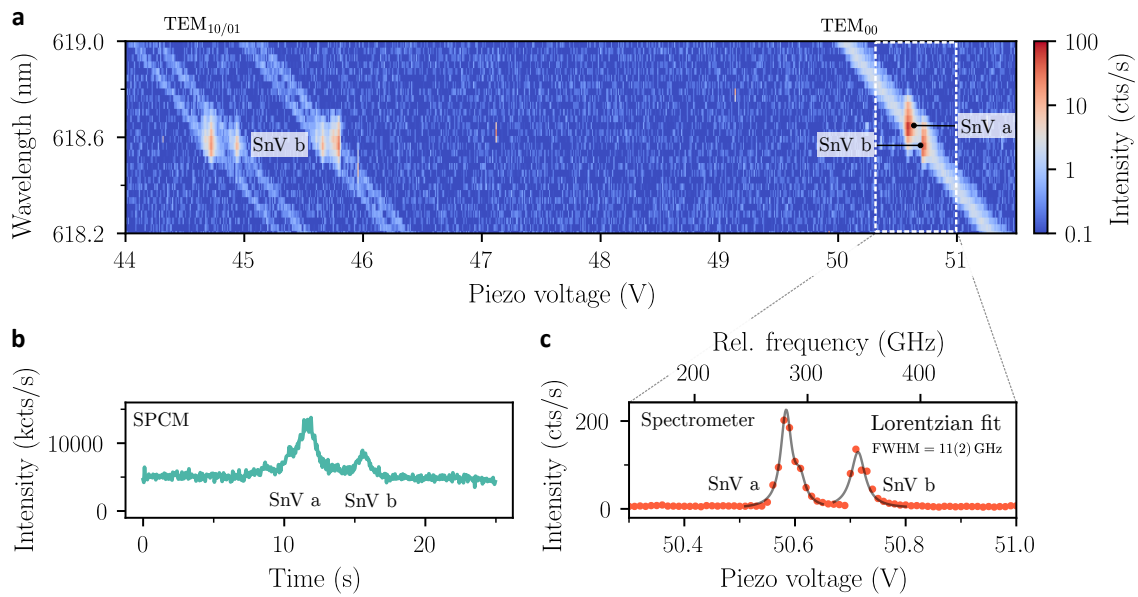 a
TEM10/01
TEM00
Wavelength (nm)
619.0
618.6
618.2
SnV b
SnV b
SnV a
44 45 46 47 48 49 50 51
Piezo voltage (V)
100
10
1
0.1
Intensity (cts/s)
b
Intensity (kcts/s)
10000
0
SPCM
SnV a
SnV b
0 10 20
Time (s)
c
Rel. frequency (GHz)
200 300 400
Intensity (cts/s)
200
0
Spectrometer
Lorentzian fit
FWHM = 11(2) GHz
SnV a
SnV b
50.4 50.6 50.8 51.0
Piezo voltage (V)